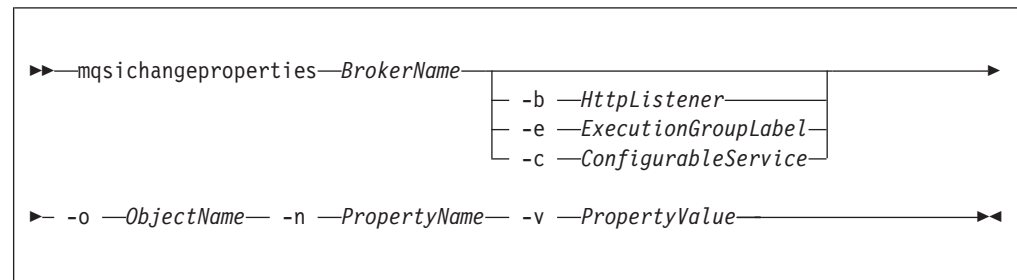 mqsichangeproperties BrokerName
-b HttpListener
-e ExecutionGroupLabel
-c ConfigurableService
-o ObjectName -n PropertyName -v PropertyValue